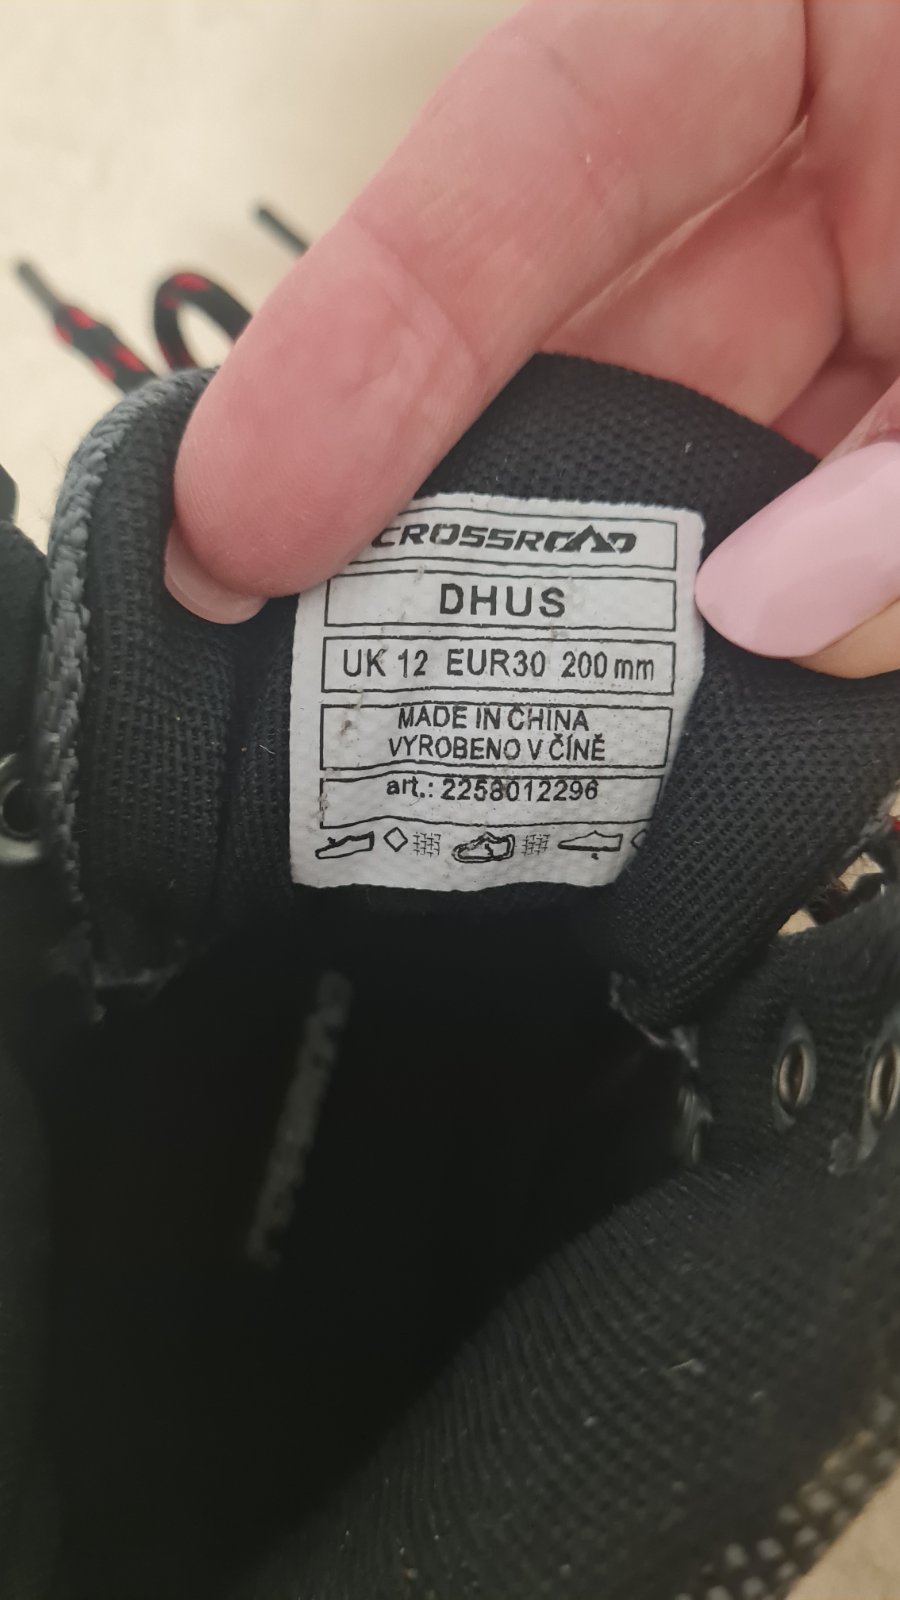 CROSSROAD
DHUS
UK 12 EUR30 200 mm
MADE IN CHINA
VYROBENO V ČÍNĚ
art.: 2258012296